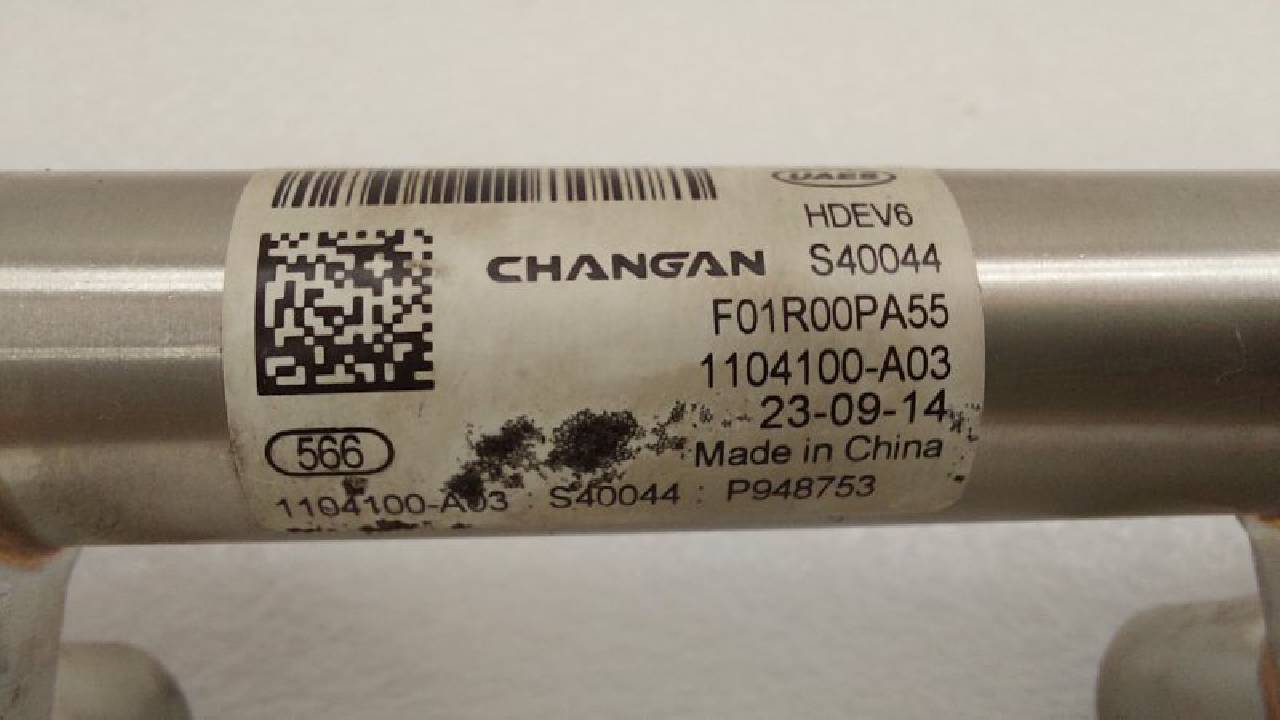 UAES
HDEV6
CHANGAN S40044
F01R00PA55
1104100-A03
23-09-14
566
Made in China
1104100-A03 : S40044 : P948753